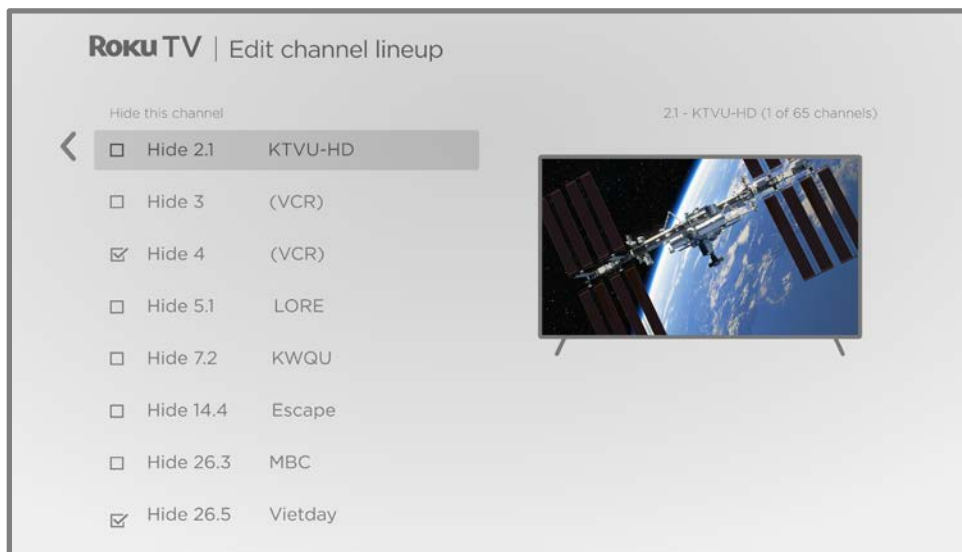 Roku TV | Edit channel lineup
Hide this channel
2.1 - KTVU-HD (1 of 65 channels)
Hide 2.1 KTVU-HD
Hide 3 (VCR)
Hide 4 (VCR)
Hide 5.1 LORE
Hide 7.2 KWQU
Hide 14.4 Escape
Hide 26.3 MBC
Hide 26.5 Vietday